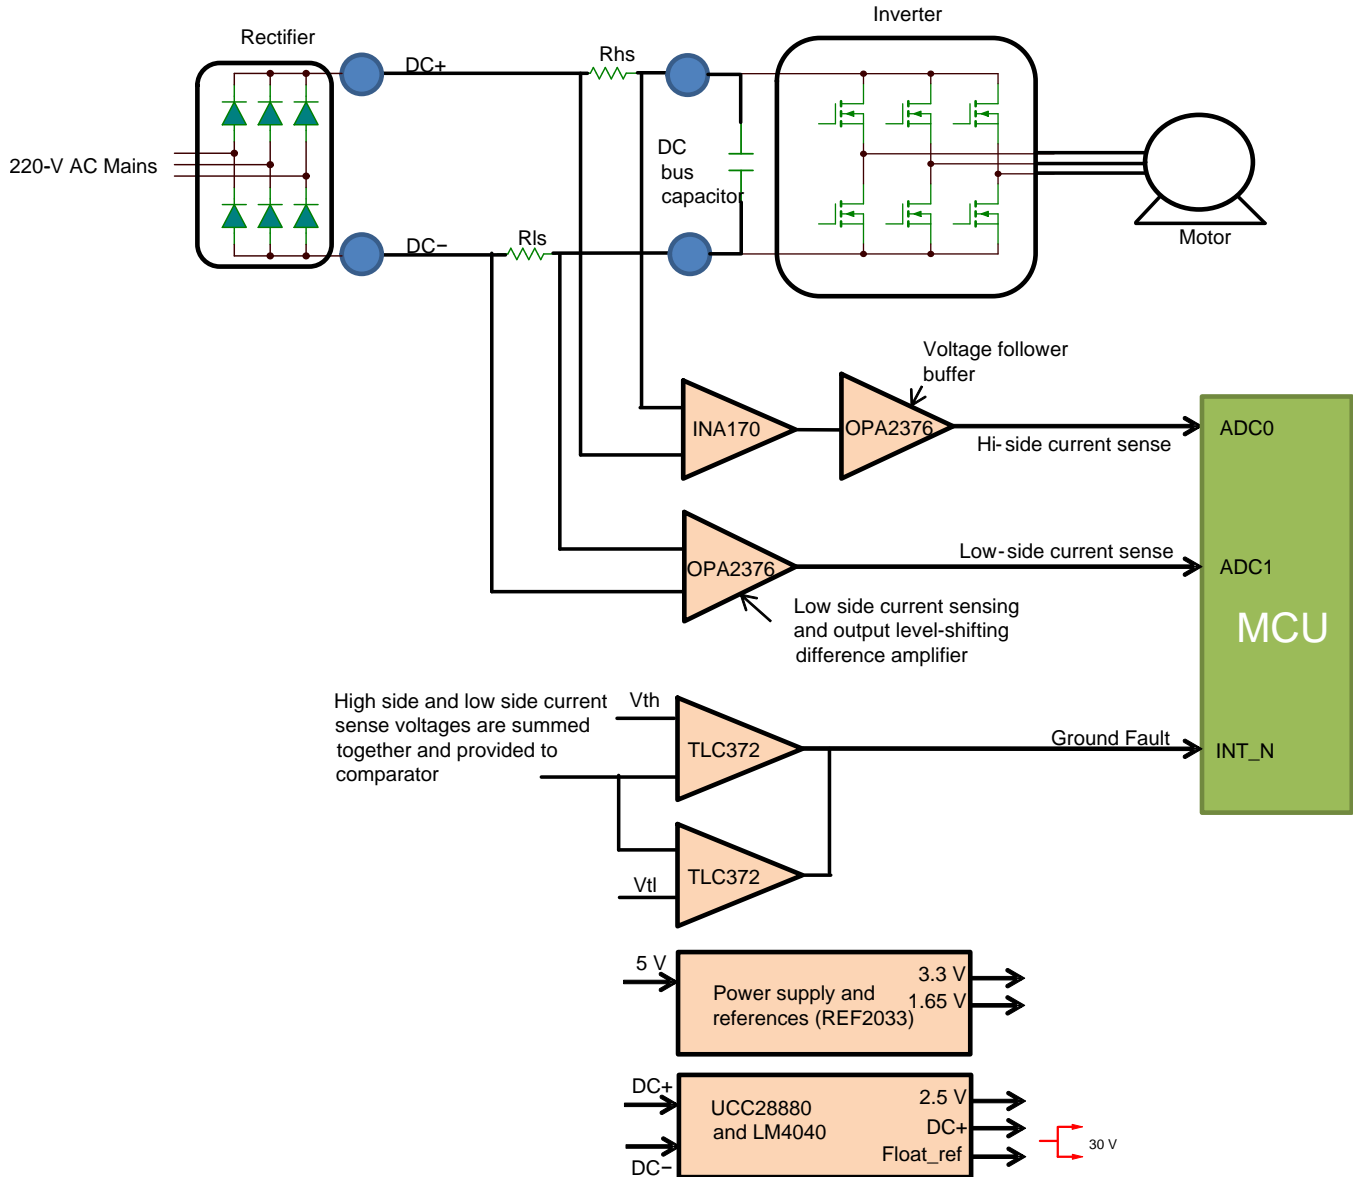 Inverter
Rectifier
DC+
Rhs
220-V AC Mains
DC
bus
capacitor
DC−
Rls
Motor
Voltage follower
buffer
INA170
OPA2376
Hi-side current sense
ADC0
OPA2376
Low-side current sense
ADC1
Low side current sensing
and output level-shifting
difference amplifier
MCU
High side and low side current
sense voltages are summed
together and provided to
comparator
Vth
TLC372
Ground Fault
INT_N
TLC372
Vtl
5 V
Power supply and
references (REF2033)
3.3 V
1.65 V
DC+
DC−
UCC28880
and LM4040
2.5 V
DC+
Float_ref
30 V